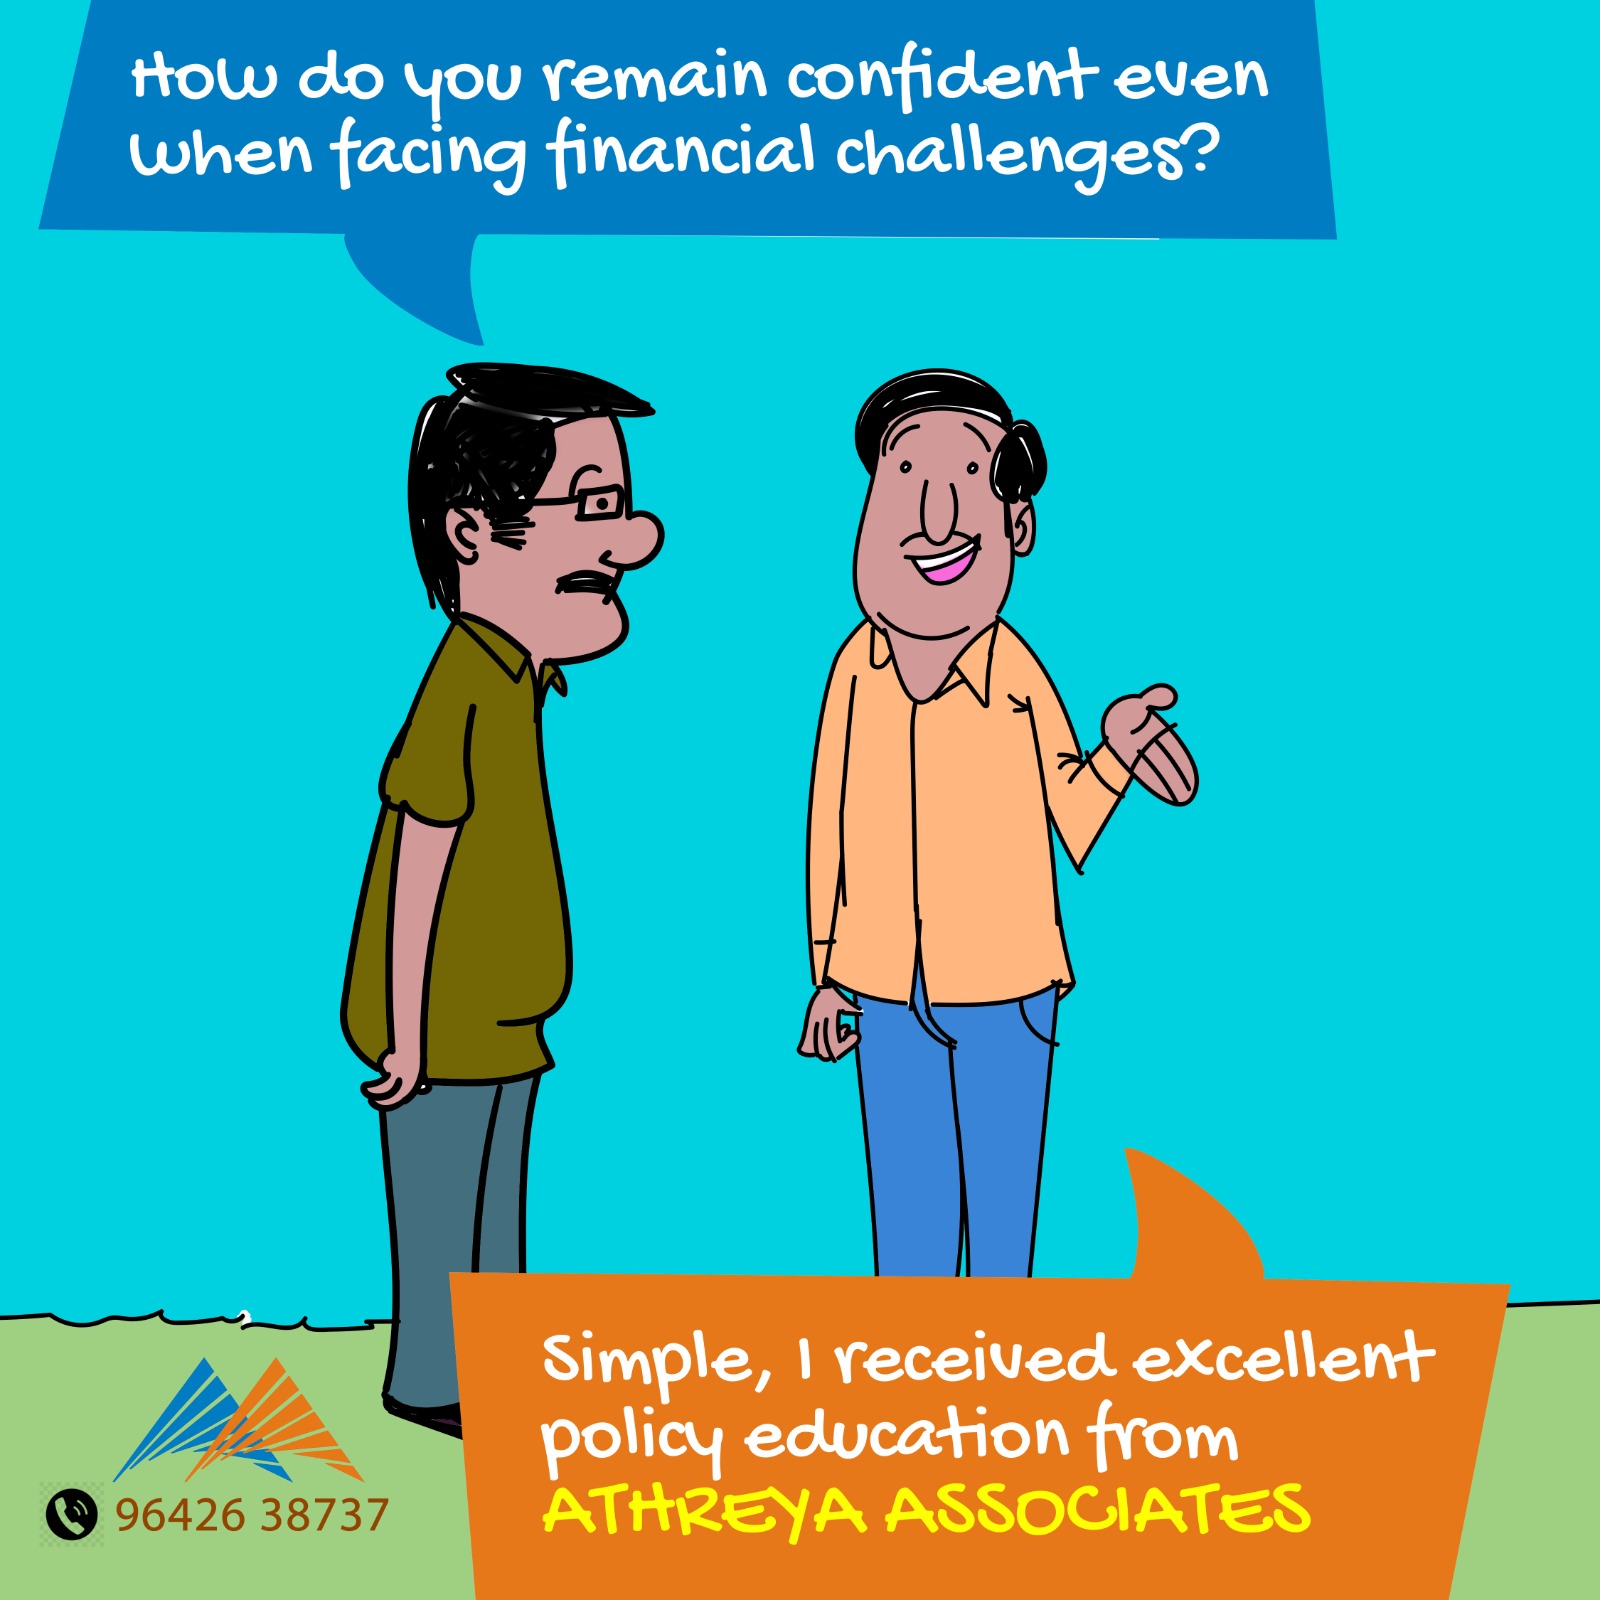 How do you remain confident even
when facing financial challenges?
Simple, I received excellent
policy education from
ATHREYA ASSOCIATES
96426 38737